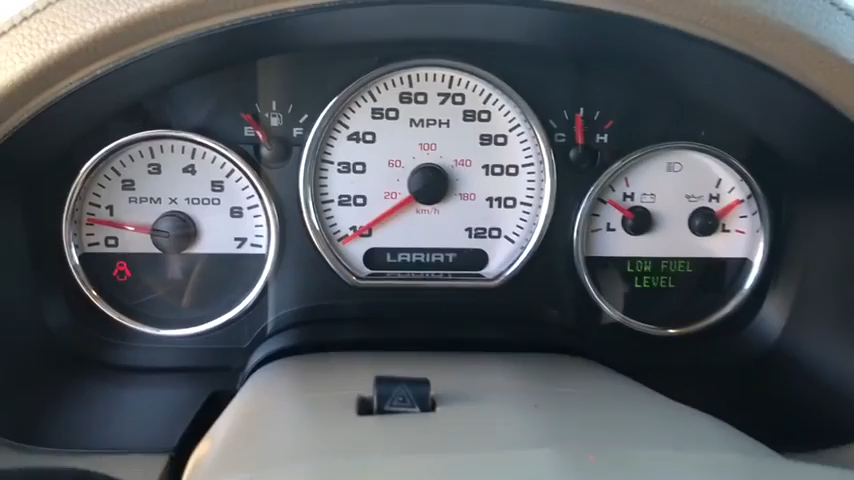 E F
0 1 2 3 4 5 6 7
RPM X 1000
10 20 30 40 50 60 70 80 90 100 110 120
MPH
20 60 100 140 180
km/h
LARIAT
C H
H L
H L
LOW FUEL
LEVEL